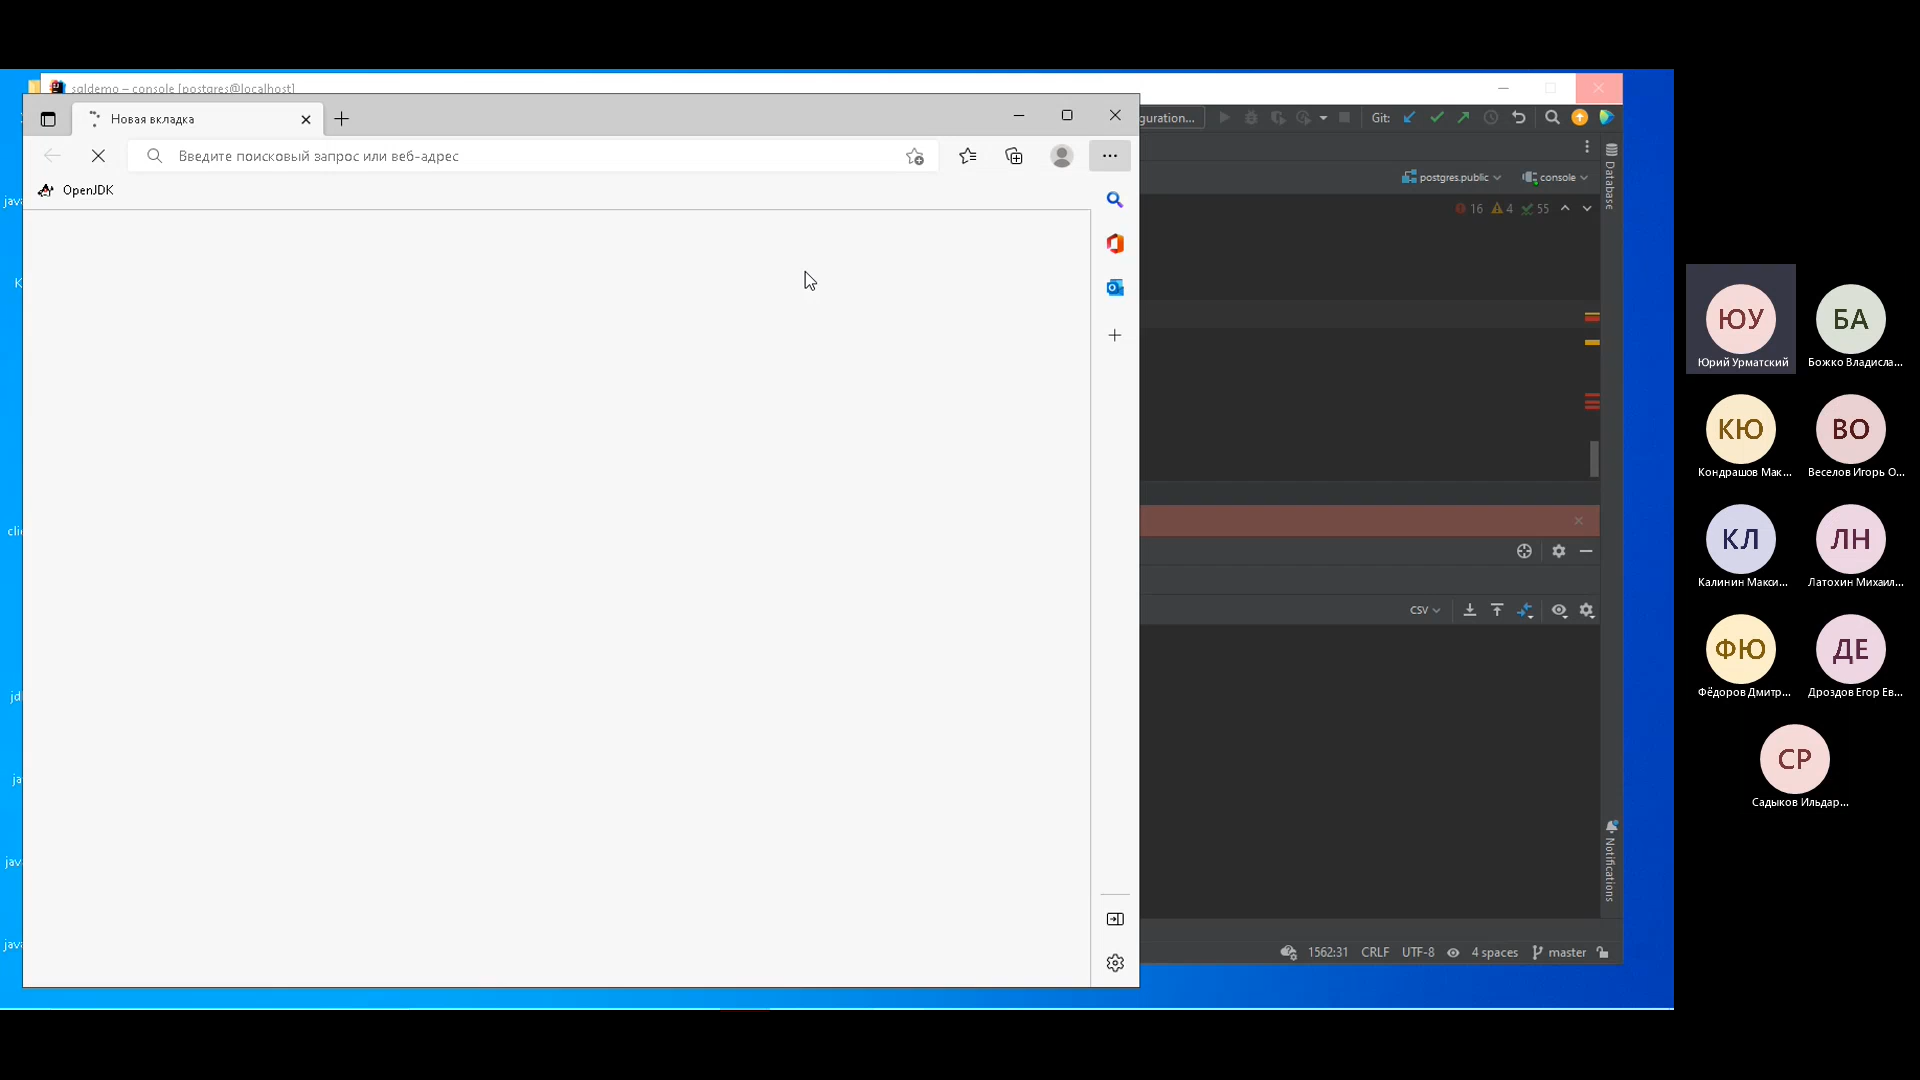 sqldemo – console [postgres@localhost]
Новая вкладка
guration...
Git:
Введите поисковый запрос или веб-адрес
OpenJDK
postgres.public
console
Database
16
4
55
CSV
Notifications
1562:31
CRLF
UTF-8
4 spaces
master
ЮУ
Юрий Урматский
БА
Божко Владисла...
КЮ
Кондрашов Мак...
ВО
Веселов Игорь О...
КЛ
Калинин Макси...
ЛН
Латохин Михаил...
ФЮ
Фёдоров Дмитр...
ДЕ
Дроздов Егор Ев...
СР
Садыков Ильдар...